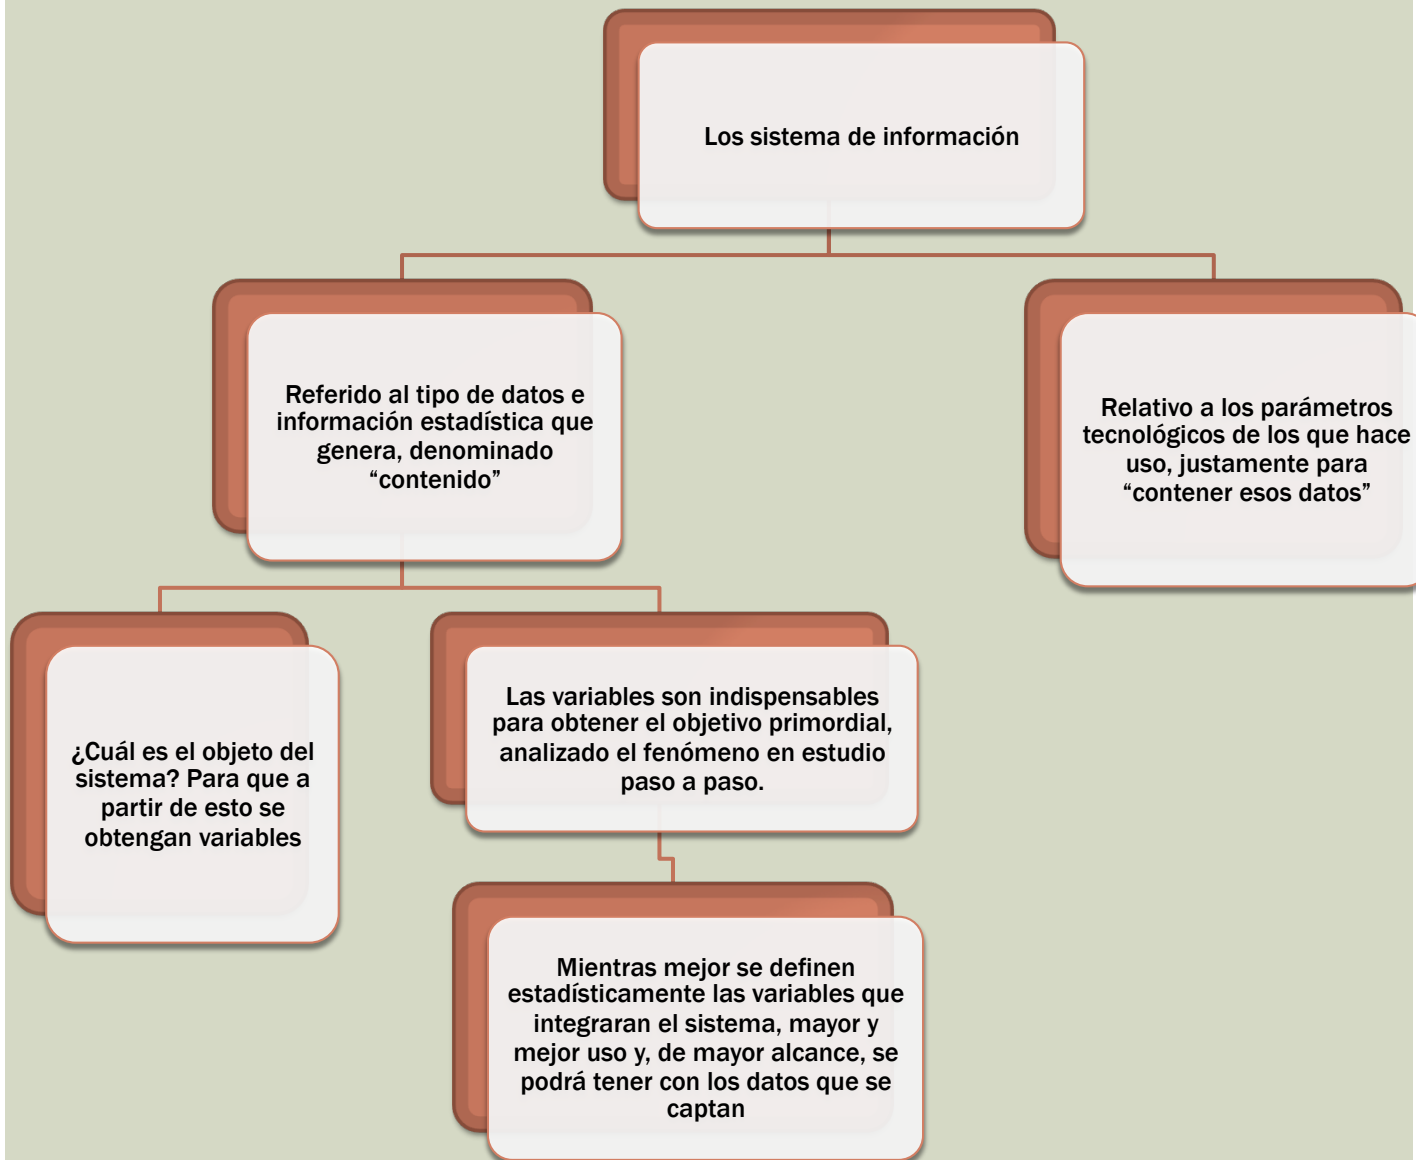 Los sistema de información
Referido al tipo de datos e
información estadística que
genera, denominado
“contenido”
Relativo a los parámetros
tecnológicos de los que hace
uso, justamente para
“contener esos datos”
¿Cuál es el objeto del
sistema? Para que a
partir de esto se
obtengan variables
Las variables son indispensables
para obtener el objetivo primordial,
analizado el fenómeno en estudio
paso a paso.
Mientras mejor se definen
estadísticamente las variables que
integraran el sistema, mayor y
mejor uso y, de mayor alcance, se
podrá tener con los datos que se
captan